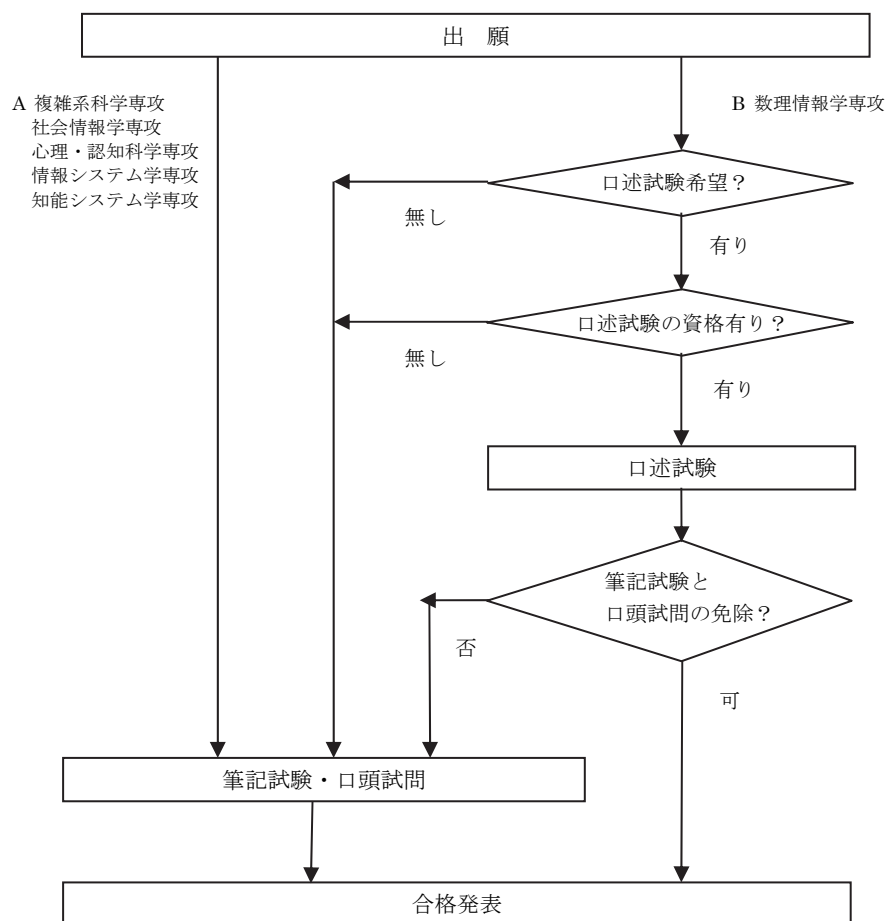 出　願
A 複雑系科学専攻
社会情報学専攻
心理・認知科学専攻
情報システム学専攻
知能システム学専攻
B 数理情報学専攻
口述試験希望？
無し
有り
口述試験の資格有り？
無し
有り
口述試験
筆記試験と
口頭試問の免除？
否
可
筆記試験・口頭試問
合格発表